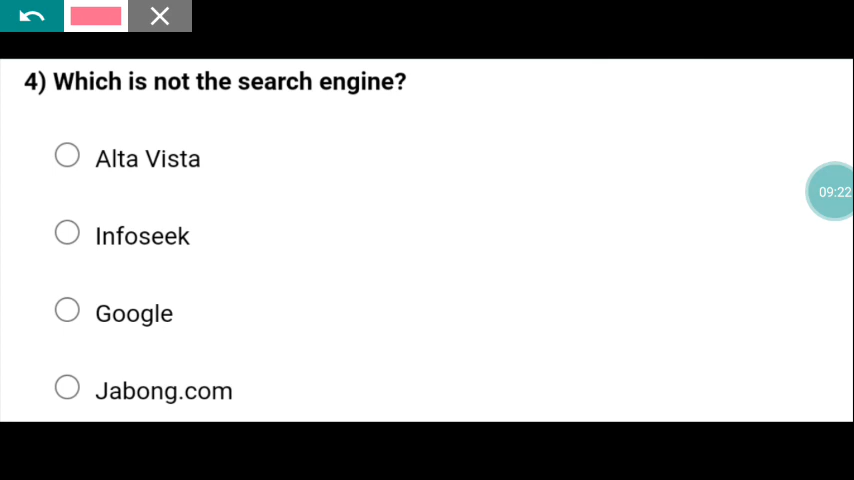 4) Which is not the search engine?
Alta Vista
09:22
Infoseek
Google
Jabong.com